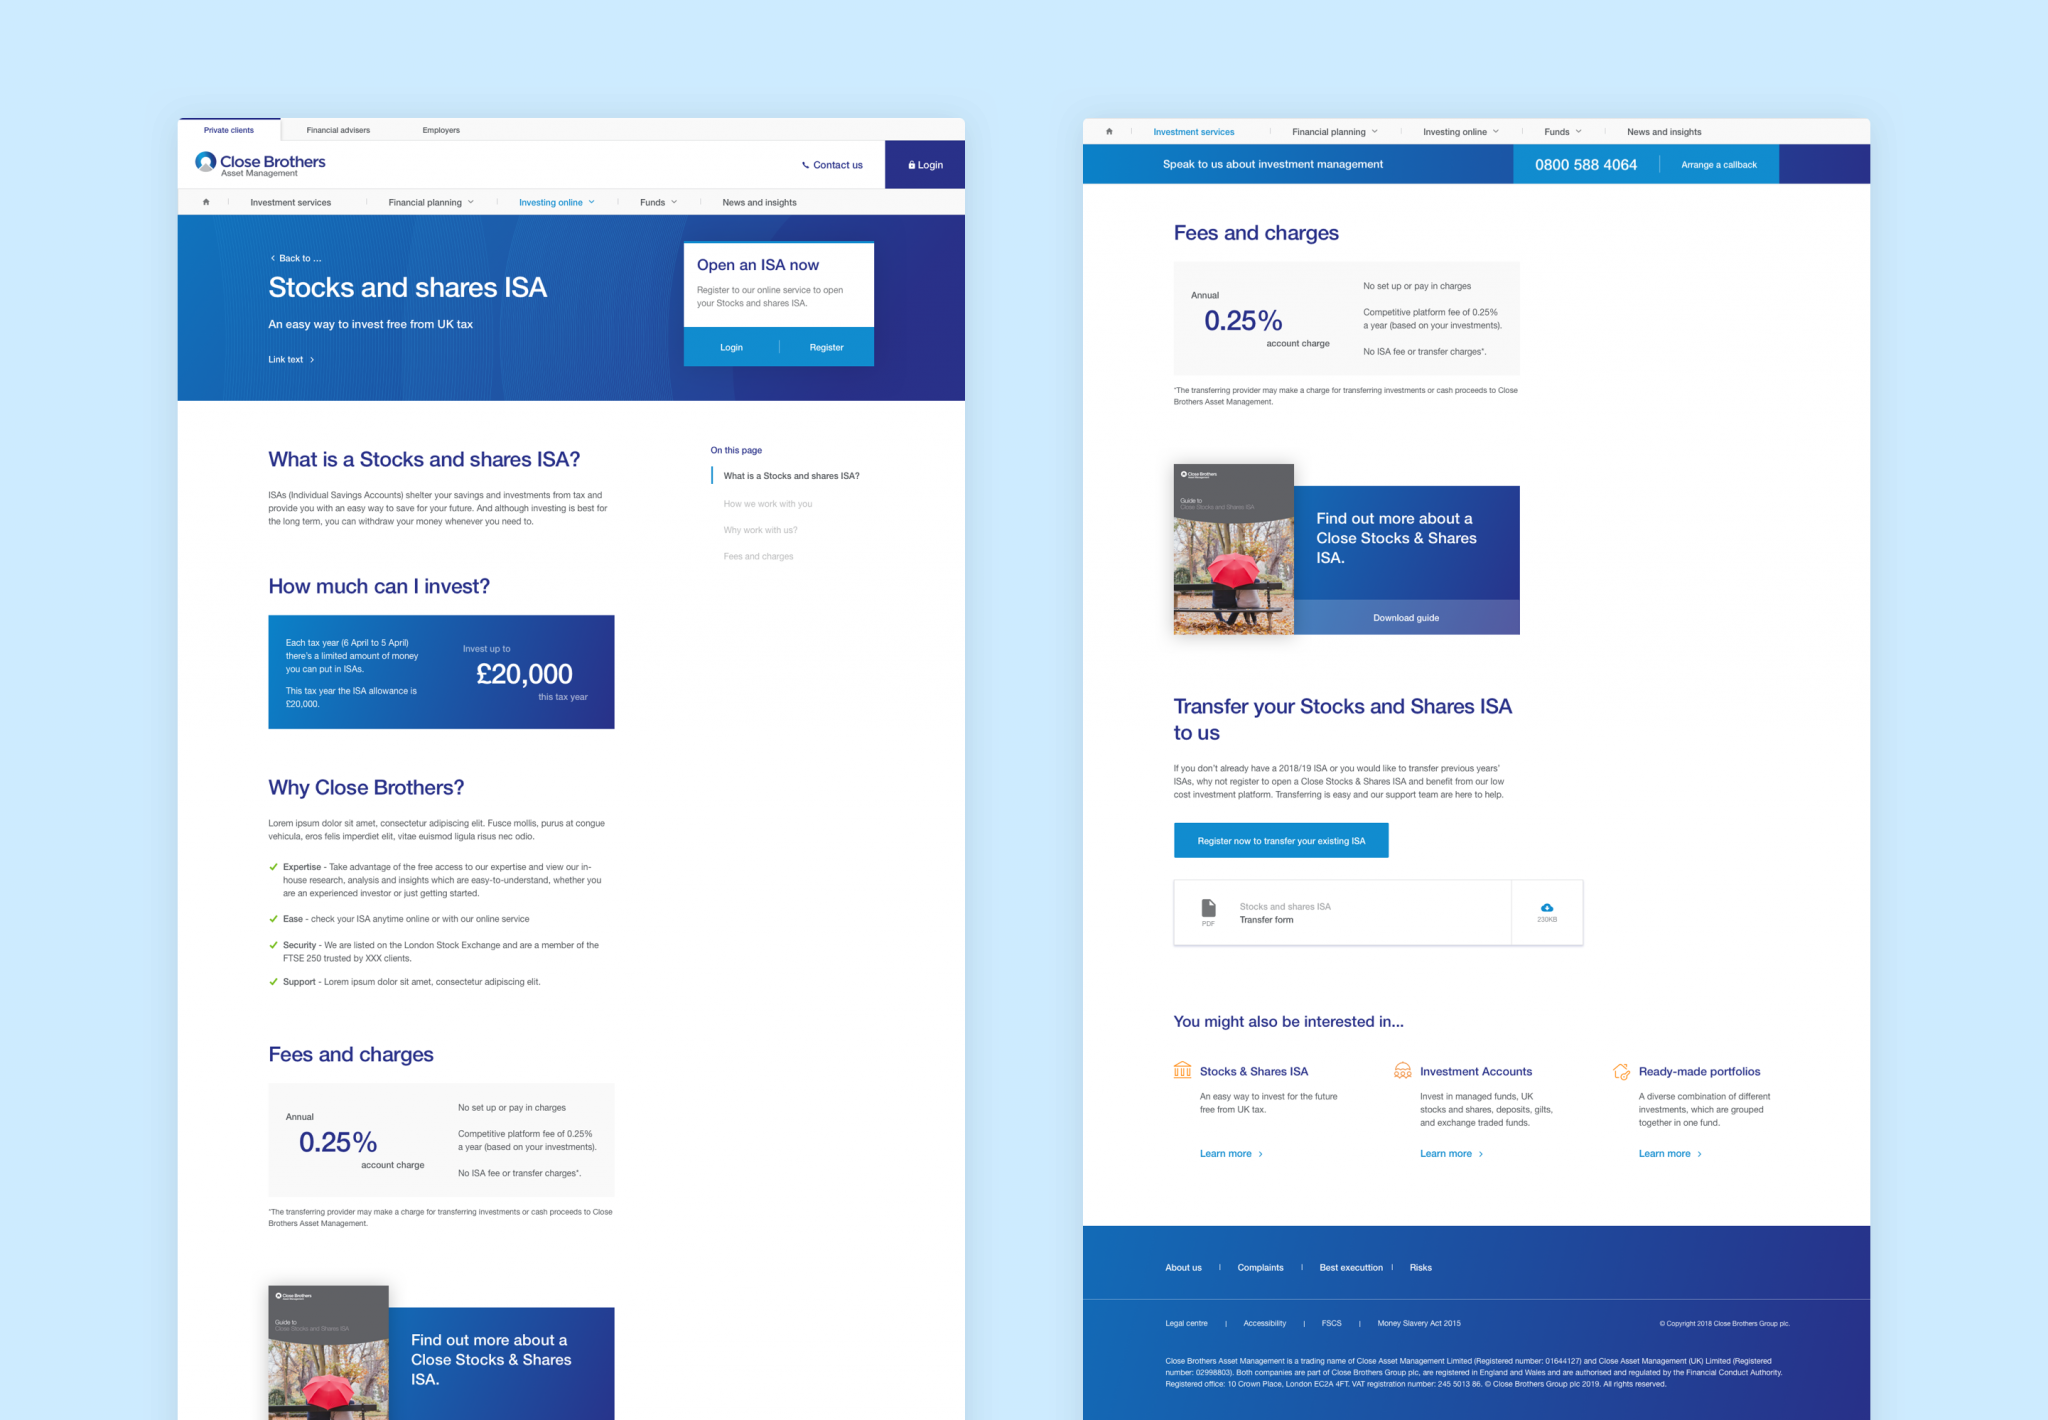 Private clients
Financial advisers
Employers
Close Brothers
Asset Management
Contact us
Login
Investment services
Financial planning
Investing online
Funds
News and insights
Back to ...
Stocks and shares ISA
An easy way to invest free from UK tax
Link text
Open an ISA now
Register to our online service to open
your Stocks and shares ISA.
Login
Register
What is a Stocks and shares ISA?
ISAs (Individual Savings Accounts) shelter your savings and investments from tax and
provide you with an easy way to save for your future. And although investing is best for
the long term, you can withdraw your money whenever you need to.
On this page
What is a Stocks and shares ISA?
How we work with you
Why work with us?
Fees and charges
How much can I invest?
Each tax year (6 April to 5 April)
there's a limited amount of money
you can put in ISAs.
This tax year the ISA allowance is
£20,000.
Invest up to
£20,000
this tax year
Why Close Brothers?
Lorem ipsum dolor sit amet, consectetur adipiscing elit. Fusce mollis, purus at congue
vehicula, eros felis imperdiet elit, vitae euismod ligula risus nec odio.
Expertise - Take advantage of the free access to our expertise and view our in-
house research, analysis and insights which are easy-to-understand, whether you
are an experienced investor or just getting started.
Ease - check your ISA anytime online or with our online service
Security - We are listed on the London Stock Exchange and are a member of the
FTSE 250 trusted by XXX clients.
Support - Lorem ipsum dolor sit amet, consectetur adipiscing elit.
Fees and charges
Annual
0.25%
account charge
No set up or pay in charges
Competitive platform fee of 0.25%
a year (based on your investments).
No ISA fee or transfer charges*.
*The transferring provider may make a charge for transferring investments or cash proceeds to Close
Brothers Asset Management.
Close Brothers
Asset Management
Guide to
Close Stocks and Shares ISA
Find out more about a
Close Stocks & Shares
ISA.
Investment services
Financial planning
Investing online
Funds
News and insights
Speak to us about investment management
0800 588 4064
Arrange a callback
Fees and charges
Annual
0.25%
account charge
No set up or pay in charges
Competitive platform fee of 0.25%
a year (based on your investments).
No ISA fee or transfer charges*.
*The transferring provider may make a charge for transferring investments or cash proceeds to Close
Brothers Asset Management.
Close Brothers
Asset Management
Guide to
Close Stocks and Shares ISA
Find out more about a
Close Stocks & Shares
ISA.
Download guide
Transfer your Stocks and Shares ISA
to us
If you don't already have a 2018/19 ISA or you would like to transfer previous years'
ISAs, why not register to open a Close Stocks & Shares ISA and benefit from our low
cost investment platform. Transferring is easy and our support team are here to help.
Register now to transfer your existing ISA
PDF
Stocks and shares ISA
Transfer form
230KB
You might also be interested in...
Stocks & Shares ISA
An easy way to invest for the future
free from UK tax.
Learn more
Investment Accounts
Invest in managed funds, UK
stocks and shares, deposits, gilts,
and exchange traded funds.
Learn more
Ready-made portfolios
A diverse combination of different
investments, which are grouped
together in one fund.
Learn more
About us
Complaints
Best executtion
Risks
Legal centre
Accessibility
FSCS
Money Slavery Act 2015
© Copyright 2018 Close Brothers Group plc.
Close Brothers Asset Management is a trading name of Close Asset Management Limited (Registered number: 01644127) and Close Asset Management (UK) Limited (Registered
number: 02998803). Both companies are part of Close Brothers Group plc, are registered in England and Wales and are authorised and regulated by the Financial Conduct Authority.
Registered office: 10 Crown Place, London EC2A 4FT. VAT registration number: 245 5013 86. © Close Brothers Group plc 2019. All rights reserved.